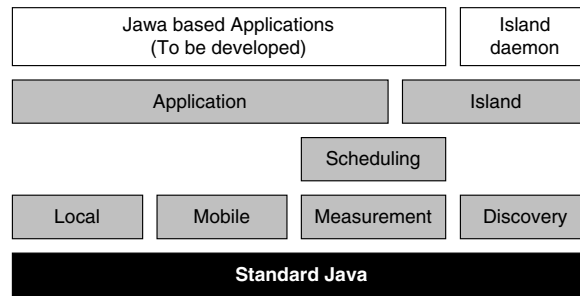 Jawa based Applications
(To be developed)
Island
daemon
Application
Island
Scheduling
Local
Mobile
Measurement
Discovery
Standard Java